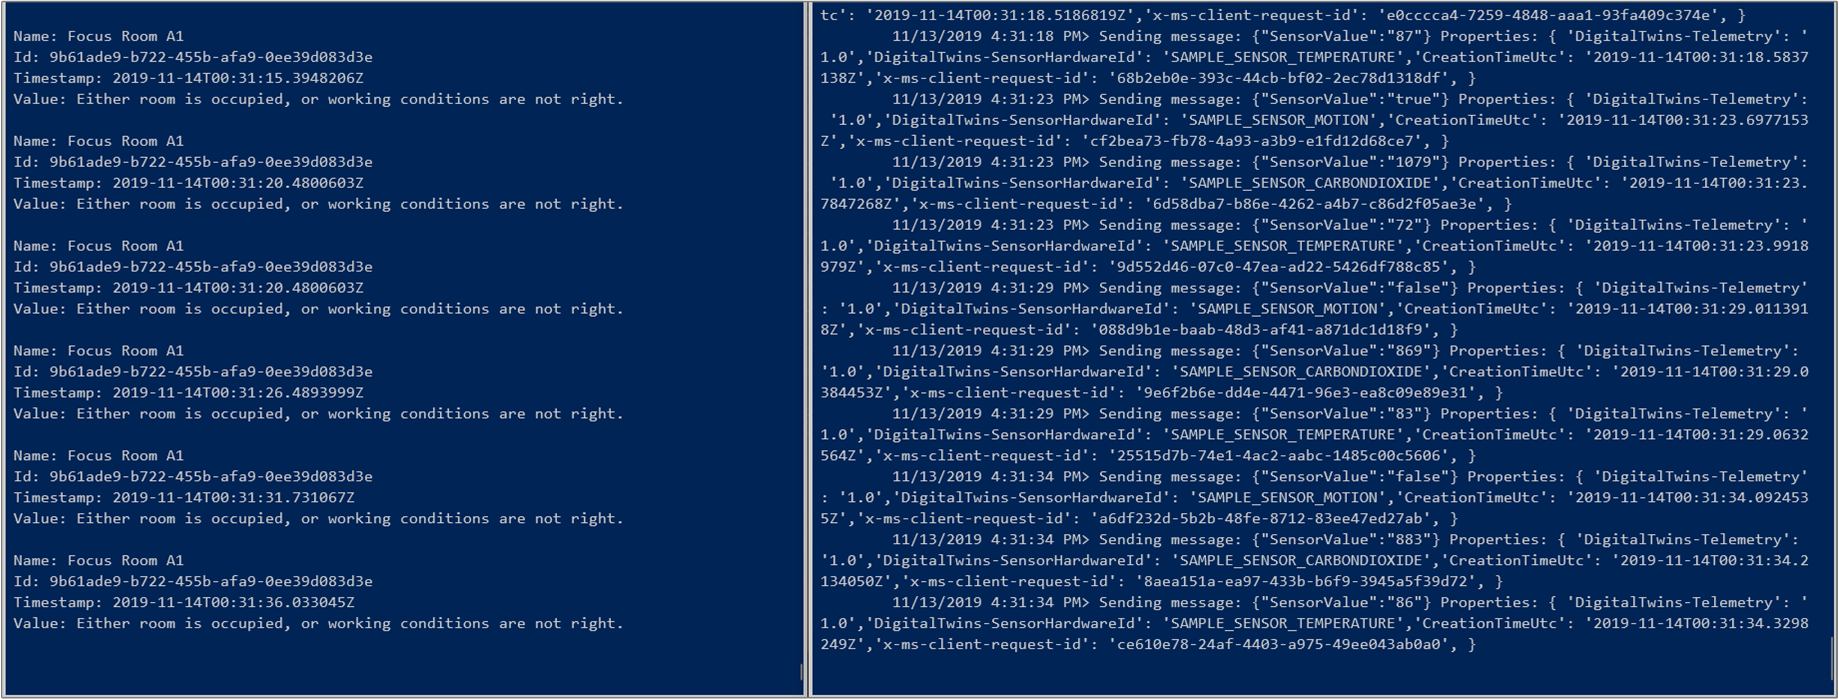 Name: Focus Room A1
Id: 9b61ade9-b722-455b-afa9-0ee39d083d3e
Timestamp: 2019-11-14T00:31:15.3948206Z
Value: Either room is occupied, or working conditions are not right.
Name: Focus Room A1
Id: 9b61ade9-b722-455b-afa9-0ee39d083d3e
Timestamp: 2019-11-14T00:31:20.4800603Z
Value: Either room is occupied, or working conditions are not right.
Name: Focus Room A1
Id: 9b61ade9-b722-455b-afa9-0ee39d083d3e
Timestamp: 2019-11-14T00:31:20.4800603Z
Value: Either room is occupied, or working conditions are not right.
Name: Focus Room A1
Id: 9b61ade9-b722-455b-afa9-0ee39d083d3e
Timestamp: 2019-11-14T00:31:26.4893999Z
Value: Either room is occupied, or working conditions are not right.
Name: Focus Room A1
Id: 9b61ade9-b722-455b-afa9-0ee39d083d3e
Timestamp: 2019-11-14T00:31:31.731067Z
Value: Either room is occupied, or working conditions are not right.
Name: Focus Room A1
Id: 9b61ade9-b722-455b-afa9-0ee39d083d3e
Timestamp: 2019-11-14T00:31:36.033045Z
Value: Either room is occupied, or working conditions are not right.
tc': '2019-11-14T00:31:18.5186819Z','x-ms-client-request-id': 'e0cccca4-7259-4848-aaa1-93fa409c374e', }
11/13/2019 4:31:18 PM> Sending message: {"SensorValue":"87"} Properties: { 'DigitalTwins-Telemetry': '
1.0','DigitalTwins-SensorHardwareId': 'SAMPLE_SENSOR_TEMPERATURE','CreationTimeUtc': '2019-11-14T00:31:18.5837
138Z','x-ms-client-request-id': '68b2eb0e-393c-44cb-bf02-2ec78d1318df', }
11/13/2019 4:31:23 PM> Sending message: {"SensorValue":"true"} Properties: { 'DigitalTwins-Telemetry':
'1.0','DigitalTwins-SensorHardwareId': 'SAMPLE_SENSOR_MOTION','CreationTimeUtc': '2019-11-14T00:31:23.6977153
Z','x-ms-client-request-id': 'cf2bea73-fb78-4a93-a3b9-e1fd12d68ce7', }
11/13/2019 4:31:23 PM> Sending message: {"SensorValue":"1079"} Properties: { 'DigitalTwins-Telemetry':
'1.0','DigitalTwins-SensorHardwareId': 'SAMPLE_SENSOR_CARBONDIOXIDE','CreationTimeUtc': '2019-11-14T00:31:23.
7847268Z','x-ms-client-request-id': '6d58dba7-b86e-4262-a4b7-c86d2f05ae3e', }
11/13/2019 4:31:23 PM> Sending message: {"SensorValue":"72"} Properties: { 'DigitalTwins-Telemetry': '
1.0','DigitalTwins-SensorHardwareId': 'SAMPLE_SENSOR_TEMPERATURE','CreationTimeUtc': '2019-11-14T00:31:23.9918
979Z','x-ms-client-request-id': '9d552d46-07c0-47ea-ad22-5426df788c85', }
11/13/2019 4:31:29 PM> Sending message: {"SensorValue":"false"} Properties: { 'DigitalTwins-Telemetry'
: '1.0','DigitalTwins-SensorHardwareId': 'SAMPLE_SENSOR_MOTION','CreationTimeUtc': '2019-11-14T00:31:29.011391
8Z','x-ms-client-request-id': '088d9b1e-baab-48d3-af41-a871dc1d18f9', }
11/13/2019 4:31:29 PM> Sending message: {"SensorValue":"869"} Properties: { 'DigitalTwins-Telemetry':
'1.0','DigitalTwins-SensorHardwareId': 'SAMPLE_SENSOR_CARBONDIOXIDE','CreationTimeUtc': '2019-11-14T00:31:29.0
384453Z','x-ms-client-request-id': '9e6f2b6e-dd4e-4471-96e3-ea8c09e89e31', }
11/13/2019 4:31:29 PM> Sending message: {"SensorValue":"83"} Properties: { 'DigitalTwins-Telemetry': '
1.0','DigitalTwins-SensorHardwareId': 'SAMPLE_SENSOR_TEMPERATURE','CreationTimeUtc': '2019-11-14T00:31:29.0632
564Z','x-ms-client-request-id': '25515d7b-74e1-4ac2-aabc-1485c00c5606', }
11/13/2019 4:31:34 PM> Sending message: {"SensorValue":"false"} Properties: { 'DigitalTwins-Telemetry'
: '1.0','DigitalTwins-SensorHardwareId': 'SAMPLE_SENSOR_MOTION','CreationTimeUtc': '2019-11-14T00:31:34.092453
5Z','x-ms-client-request-id': 'a6df232d-5b2b-48fe-8712-83ee47ed27ab', }
11/13/2019 4:31:34 PM> Sending message: {"SensorValue":"883"} Properties: { 'DigitalTwins-Telemetry':
'1.0','DigitalTwins-SensorHardwareId': 'SAMPLE_SENSOR_CARBONDIOXIDE','CreationTimeUtc': '2019-11-14T00:31:34.2
134050Z','x-ms-client-request-id': '8aea151a-ea97-433b-b6f9-3945a5f39d72', }
11/13/2019 4:31:34 PM> Sending message: {"SensorValue":"86"} Properties: { 'DigitalTwins-Telemetry': '
1.0','DigitalTwins-SensorHardwareId': 'SAMPLE_SENSOR_TEMPERATURE','CreationTimeUtc': '2019-11-14T00:31:34.3298
249Z','x-ms-client-request-id': 'ce610e78-24af-4403-a975-49ee043ab0a0', }